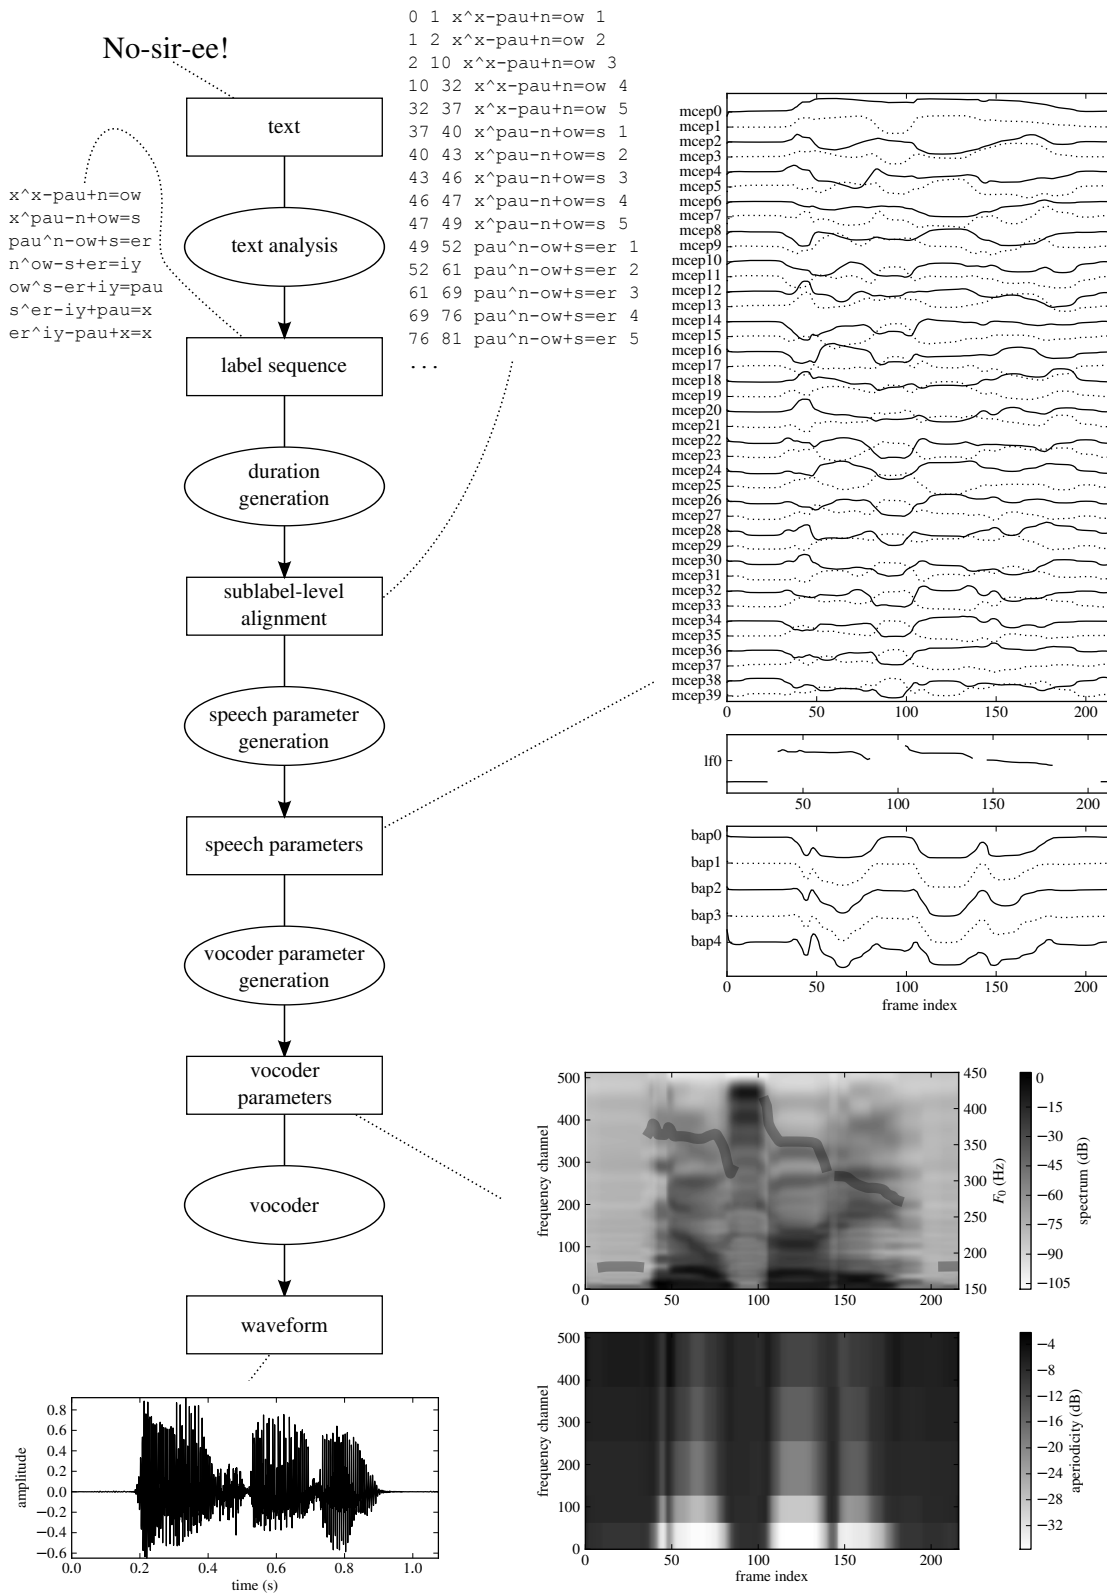 No-sir-ee!
text
text analysis
label sequence
duration
generation
sublabel-level
alignment
speech parameter
generation
speech parameters
vocoder parameter
generation
vocoder
parameters
vocoder
waveform
x^x-pau+n=ow
x^pau-n+ow=s
pau^n-ow+s=er
n^ow-s+er=iy
ow^s-er+iy=pau
s^er-iy+pau=x
er^iy-pau+x=x
0 1 x^x-pau+n=ow 1
1 2 x^x-pau+n=ow 2
2 10 x^x-pau+n=ow 3
10 32 x^x-pau+n=ow 4
32 37 x^x-pau+n=ow 5
37 40 x^pau-n+ow=s 1
40 43 x^pau-n+ow=s 2
43 46 x^pau-n+ow=s 3
46 47 x^pau-n+ow=s 4
47 49 x^pau-n+ow=s 5
49 52 pau^n-ow+s=er 1
52 61 pau^n-ow+s=er 2
61 69 pau^n-ow+s=er 3
69 76 pau^n-ow+s=er 4
76 81 pau^n-ow+s=er 5
...
mcep0
mcep1
mcep2
mcep3
mcep4
mcep5
mcep6
mcep7
mcep8
mcep9
mcep10
mcep11
mcep12
mcep13
mcep14
mcep15
mcep16
mcep17
mcep18
mcep19
mcep20
mcep21
mcep22
mcep23
mcep24
mcep25
mcep26
mcep27
mcep28
mcep29
mcep30
mcep31
mcep32
mcep33
mcep34
mcep35
mcep36
mcep37
mcep38
mcep39
0 50 100 150 200
lf0
50 100 150 200
bap0
bap1
bap2
bap3
bap4
0 50 100 150 200
frame index
frequency channel
500
400
300
200
100
0
0 50 100 150 200
450
400
350
300
250
200
150
F0 (Hz)
0
−15
−30
−45
−60
−75
−90
−105
spectrum (dB)
frequency channel
500
400
300
200
100
0
0 50 100 150 200
frame index
−4
−8
−12
−16
−20
−24
−28
−32
aperiodicity (dB)
amplitude
0.8
0.6
0.4
0.2
0.0
−0.2
−0.4
−0.6
0.0 0.2 0.4 0.6 0.8 1.0
time (s)